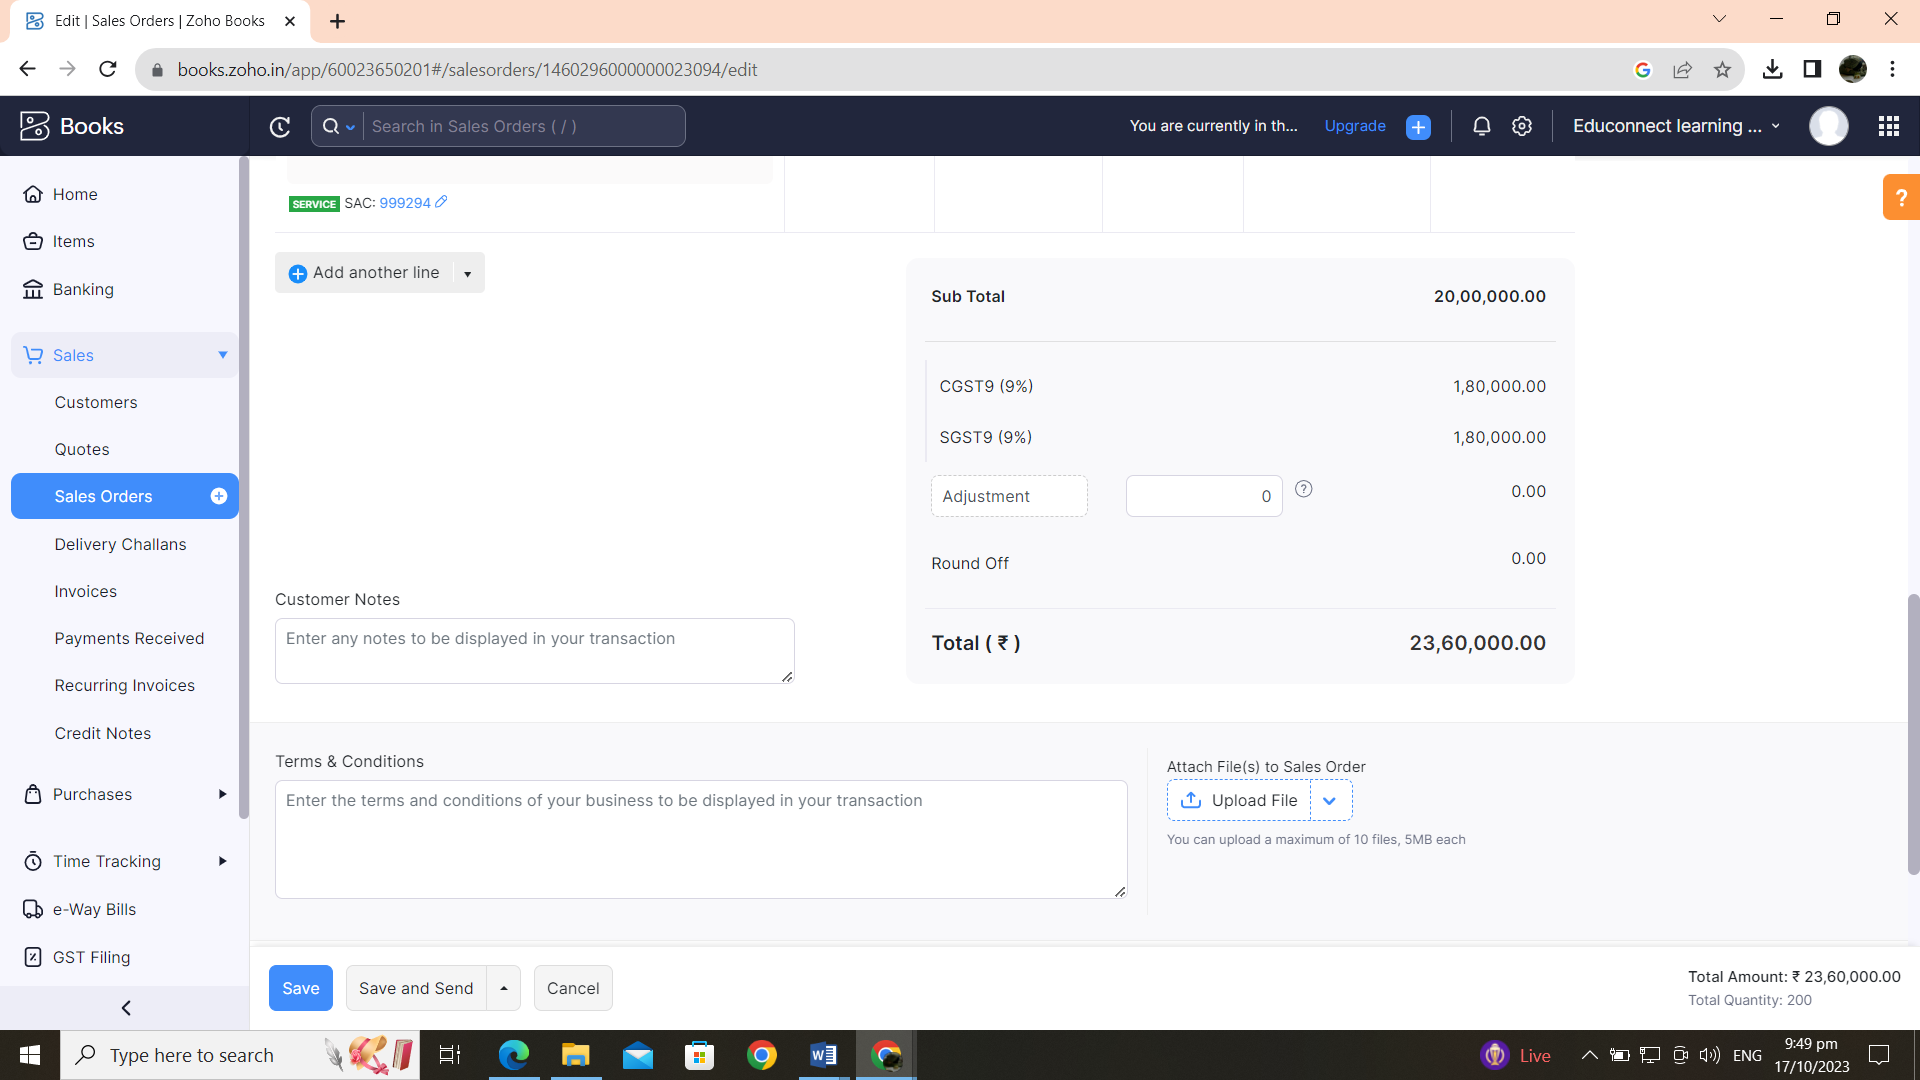 Edit | Sales Orders | Zoho Books
books.zoho.in/app/60023650201#/salesorders/1460296000000023094/edit
Books
Search in Sales Orders ( / )
You are currently in th...
Upgrade
Educonnect learning ...
Home
Items
Banking
Sales
Customers
Quotes
Sales Orders
Delivery Challans
Invoices
Payments Received
Recurring Invoices
Credit Notes
Purchases
Time Tracking
e-Way Bills
GST Filing
SERVICE SAC: 999294
?
Add another line
Sub Total 20,00,000.00
CGST9 (9%) 1,80,000.00
SGST9 (9%) 1,80,000.00
Adjustment 0 ? 0.00
Round Off 0.00
Total ( ₹ ) 23,60,000.00
Customer Notes
Enter any notes to be displayed in your transaction
Terms & Conditions
Enter the terms and conditions of your business to be displayed in your transaction
Attach File(s) to Sales Order
Upload File
You can upload a maximum of 10 files, 5MB each
Save
Save and Send
Cancel
Total Amount: ₹ 23,60,000.00
Total Quantity: 200
Type here to search
Live
ENG
9:49 pm
17/10/2023